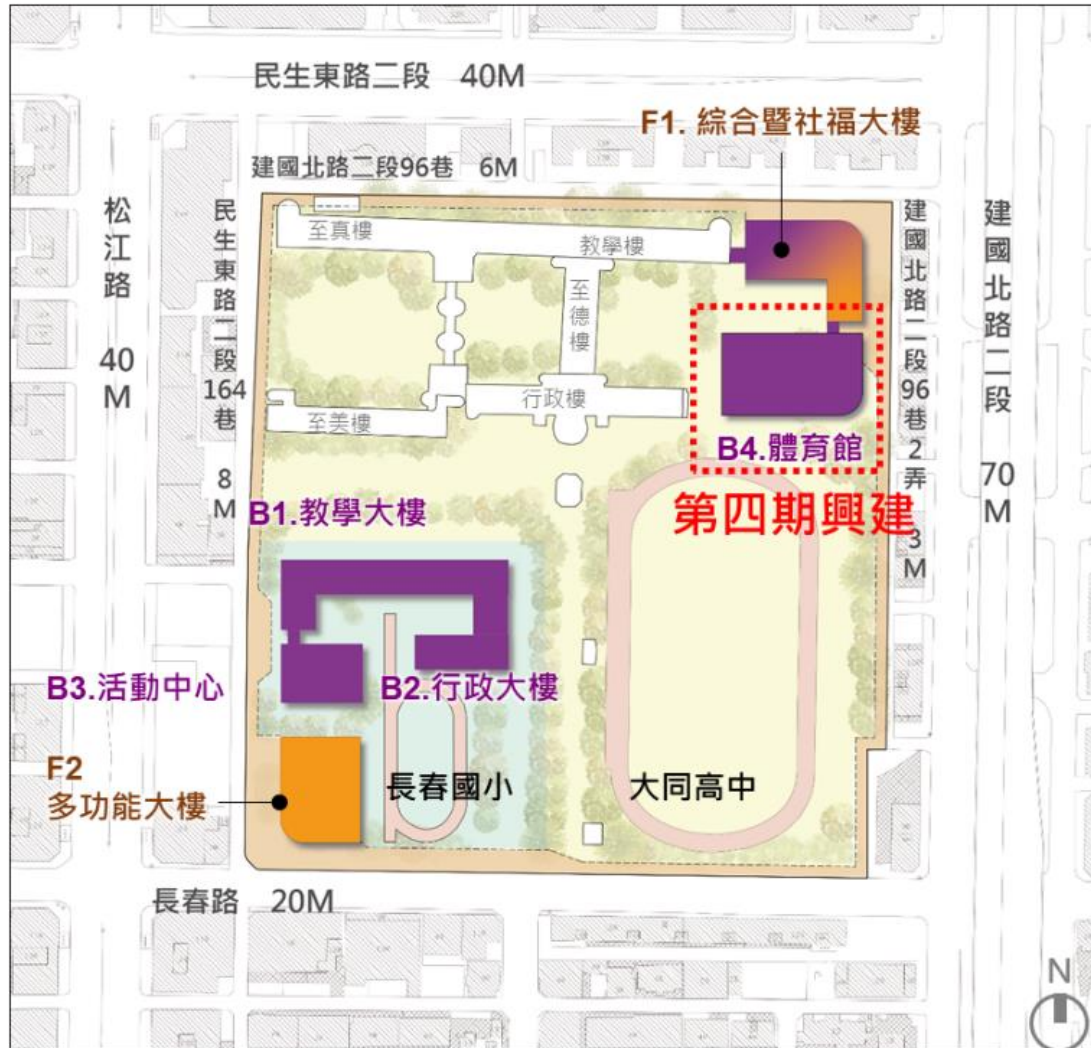 民生東路二段 40M
F1. 綜合暨社福大樓
建國北路二段96巷 6M
松江路 40M
民生東路二段164巷 8M
至真樓
教學樓
至德樓
行政樓
至美樓
建國北路二段96巷2弄 3M
建國北路二段 70M
B4.體育館
第四期興建
B1.教學大樓
B3.活動中心
B2.行政大樓
F2
多功能大樓
長春國小
大同高中
長春路 20M
N